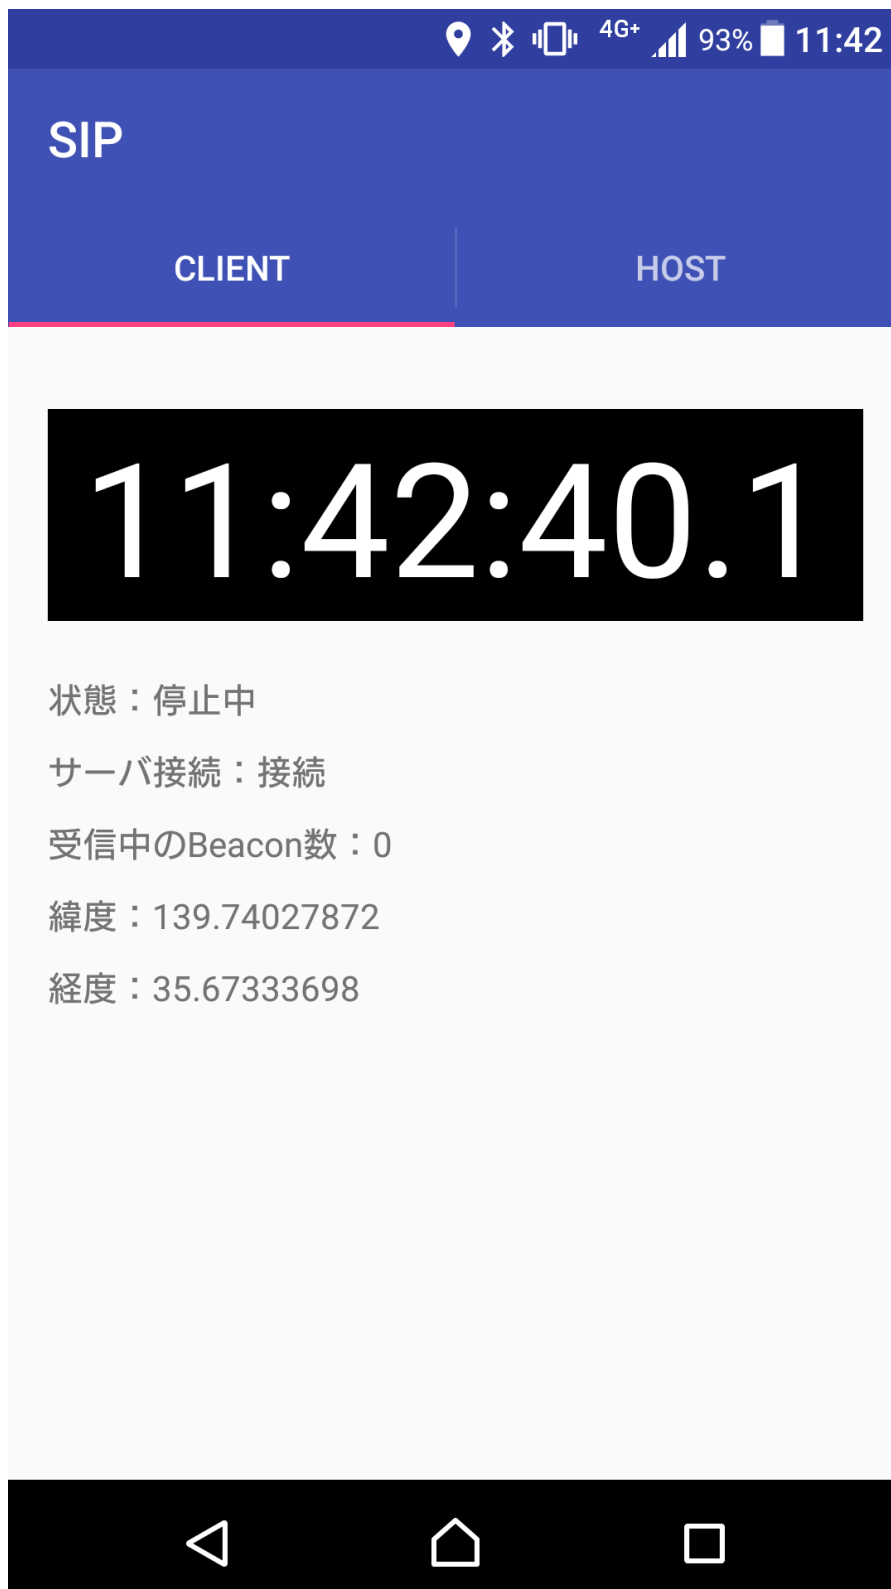 4G+ 93% 11:42
SIP
CLIENT HOST
11:42:40.1
状態：停止中
サーバ接続：接続
受信中のBeacon数：0
緯度：139.74027872
経度：35.67333698